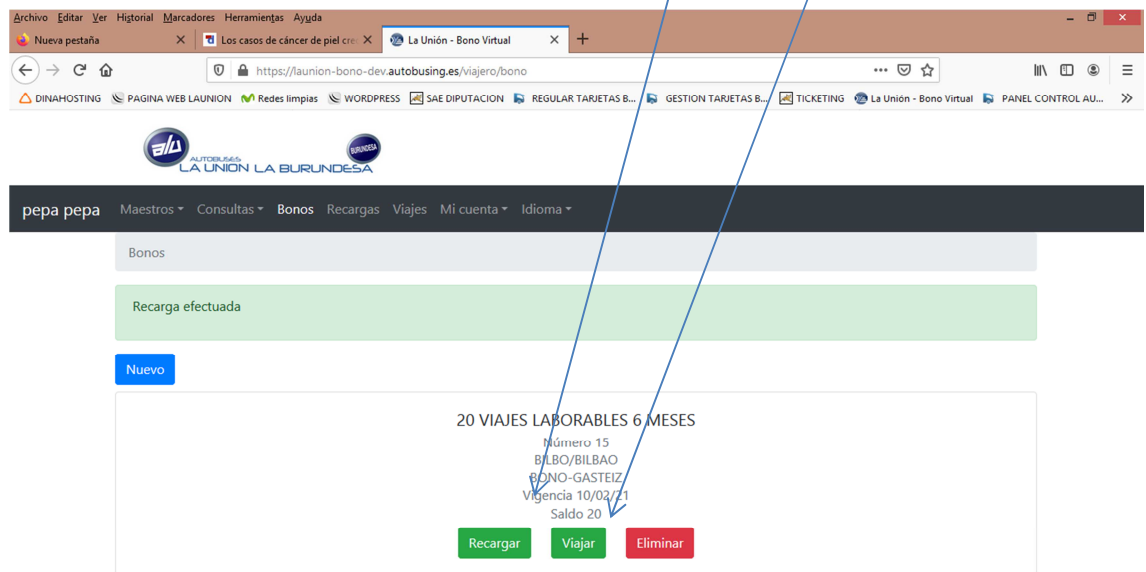 Archivo Editar Ver Historial Marcadores Herramientas Ayuda
Nueva pestaña
Los casos de cáncer de piel crec
La Unión - Bono Virtual
https://launion-bono-dev.autobusing.es/viajero/bono
DINAHOSTING PAGINA WEB LAUNION Redes limpias WORDPRESS SAE DIPUTACION REGULAR TARJETAS B... GESTION TARJETAS B... TICKETING La Unión - Bono Virtual PANEL CONTROL AU...
alu
BURUNDESA
AUTOBUSES
LA UNION LA BURUNDESA
pepa pepa Maestros Consultas Bonos Recargas Viajes Mi cuenta Idioma
Bonos
Recarga efectuada
Nuevo
20 VIAJES LABORABLES 6 MESES
Número 15
BILBO/BILBAO
BONO-GASTEIZ
Vigencia 10/02/21
Saldo 20
Recargar Viajar Eliminar